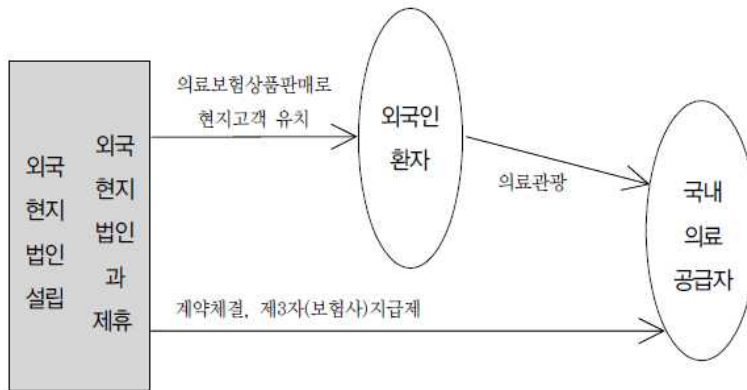 의료보험상품판매로
현지고객 유치
외국인
환자
의료관광
국내
의료
공급자
외국
현지
법인
설립
외국
현지
법인
과
제휴
계약체결, 제3자(보험사)지급제